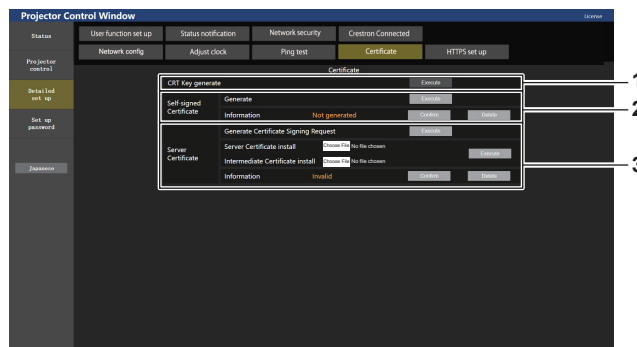 Projector Control Window
License
Status
User function set up
Status notification
Network security
Crestron Connected
Netowrk config
Adjust clock
Ping test
Certificate
HTTPS set up
Projector control
Detailed set up
Set up password
Japanese
Certificate
CRT Key generate
Execute
1
Self-signed Certificate
Generate
Execute
Information
Not generated
Confirm
Delete
2
Server Certificate
Generate Certificate Signing Request
Execute
Server Certificate install
Choose File No file chosen
Intermediate Certificate install
Choose File No file chosen
Execute
Information
Invalid
Confirm
Delete
3